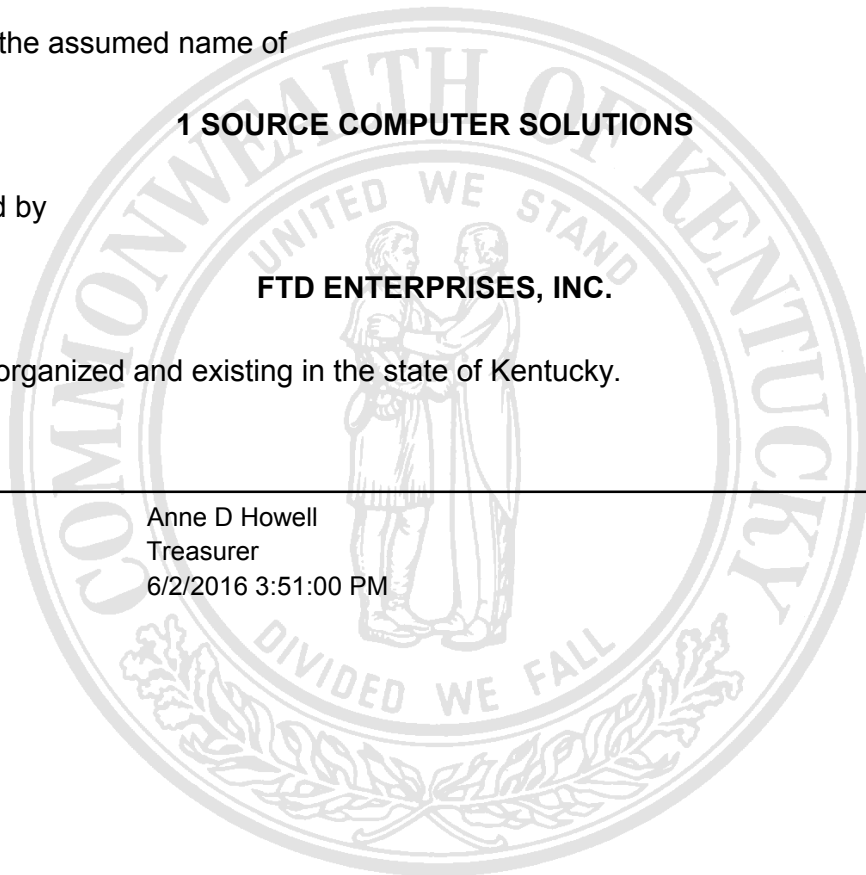 the assumed name of
1 SOURCE COMPUTER SOLUTIONS
d by
FTD ENTERPRISES, INC.
organized and existing in the state of Kentucky.
Anne D Howell
Treasurer
6/2/2016 3:51:00 PM
COMMONWEALTH OF KENTUCKY
UNITED WE STAND
DIVIDED WE FALL